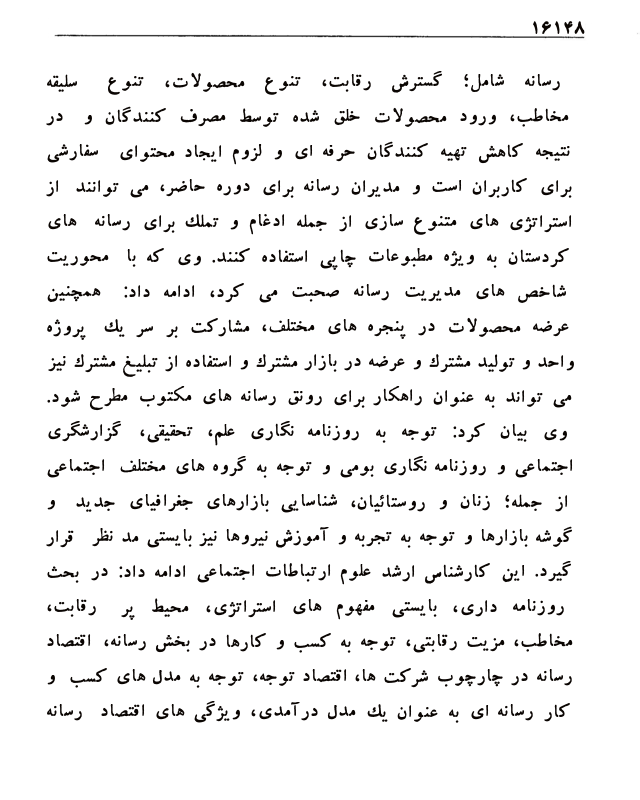 ۱۶۱۴۸
رسانه شامل؛ گسترش رقابت، تنوع محصولات، تنوع سلیقه
مخاطب، ورود محصولات خلق شده توسط مصرف کنندگان و در
نتیجه کاهش تهیه کنندگان حرفه ای و لزوم ایجاد محتوای سفارشی
برای کاربران است و مدیران رسانه برای دوره حاضر، می توانند از
استراتژی های متنوع سازی از جمله ادغام و تملك برای رسانه های
کردستان به ویژه مطبوعات چاپی استفاده کنند. وی که با محوریت
شاخص های مدیریت رسانه صحبت می کرد، ادامه داد: همچنین
عرضه محصولات در پنجره های مختلف، مشارکت بر سر یك پروژه
واحد و تولید مشترك و عرضه در بازار مشترك و استفاده از تبلیغ مشترك نیز
می تواند به عنوان راهکار برای رونق رسانه های مکتوب مطرح شود.
وی بیان کرد: توجه به روزنامه نگاری علم، تحقیقی، گزارشگری
اجتماعی و روزنامه نگاری بومی و توجه به گروه های مختلف اجتماعی
از جمله؛ زنان و روستائیان، شناسایی بازارهای جغرافیای جدید و
گوشه بازارها و توجه به تجربه و آموزش نیروها نیز بایستی مد نظر قرار
گیرد. این کارشناس ارشد علوم ارتباطات اجتماعی ادامه داد: در بحث
روزنامه داری، بایستی مفهوم های استراتژی، محیط پر رقابت،
مخاطب، مزیت رقابتی، توجه به کسب و کارها در بخش رسانه، اقتصاد
رسانه در چارچوب شرکت ها، اقتصاد توجه، توجه به مدل های کسب و
کار رسانه ای به عنوان یك مدل درآمدی، ویژگی های اقتصاد رسانه